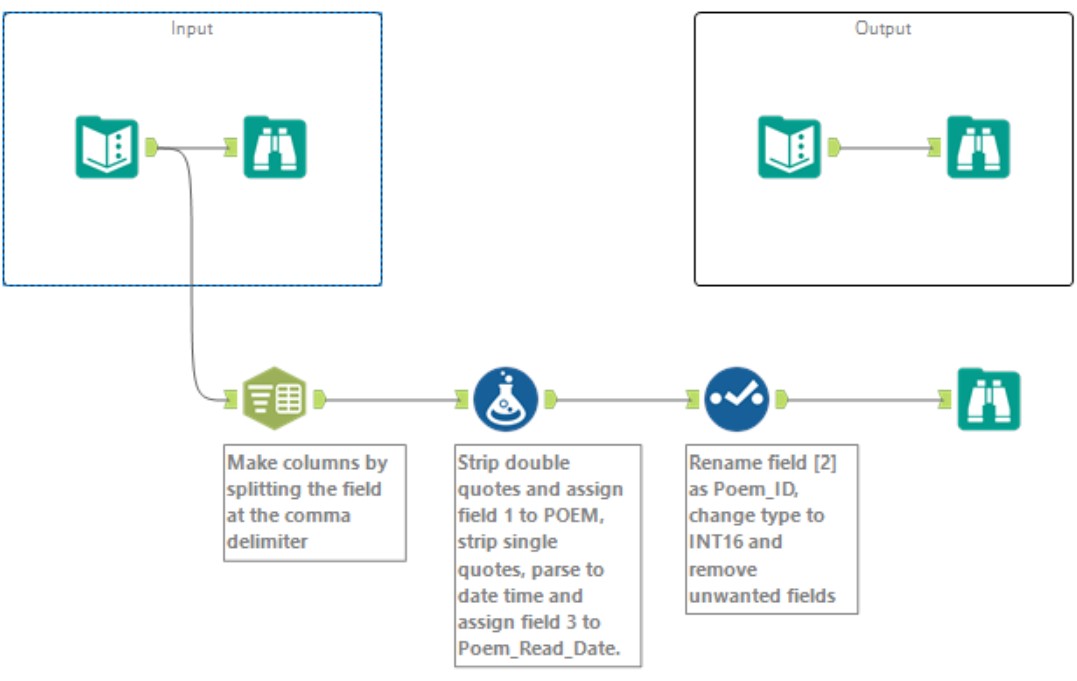 Input
Output
Make columns by
splitting the field
at the comma
delimiter
Strip double
quotes and assign
field 1 to POEM,
strip single
quotes, parse to
date time and
assign field 3 to
Poem_Read_Date.
Rename field [2]
as Poem_ID,
change type to
INT16 and
remove
unwanted fields